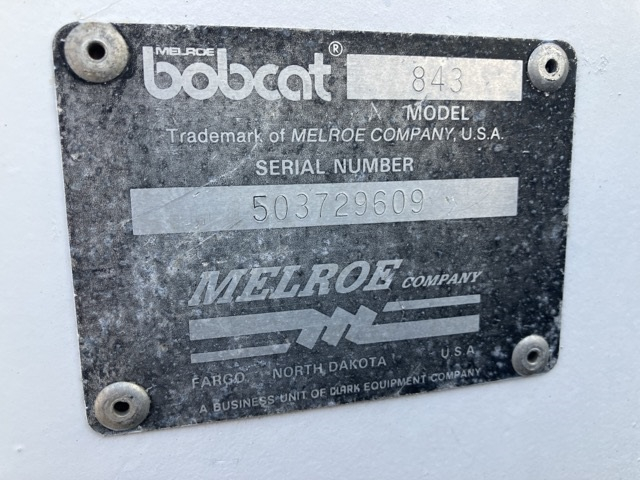 MELROE
bobcat® 843
MODEL
Trademark of MELROE COMPANY, U.S.A.
SERIAL NUMBER
503729609
MELROE COMPANY
FARGO, NORTH DAKOTA U.S.A.
A BUSINESS UNIT OF CLARK EQUIPMENT COMPANY